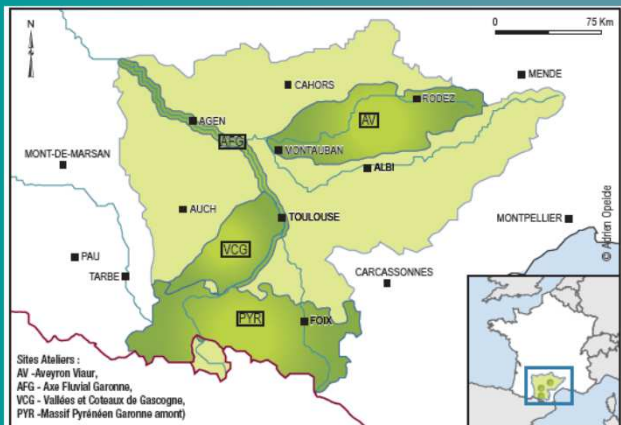 N
0 75 Km
MENDE
CAHORS
RODEZ
AV
AGEN
AFG
MONTAUBAN
MONT-DE-MARSAN
ALBI
AUCH
TOULOUSE
MONTPELLIER
VCG
PAU
TARBE
CARCASSONNES
© Adrien Opelcle
PYR
FOIX
Sites Ateliers :
AV -Aveyron Viaur,
AFG - Axe Fluvial Garonne,
VCG - Vallées et Coteaux de Gascogne,
PYR -Massif Pyrénéen Garonne amont)